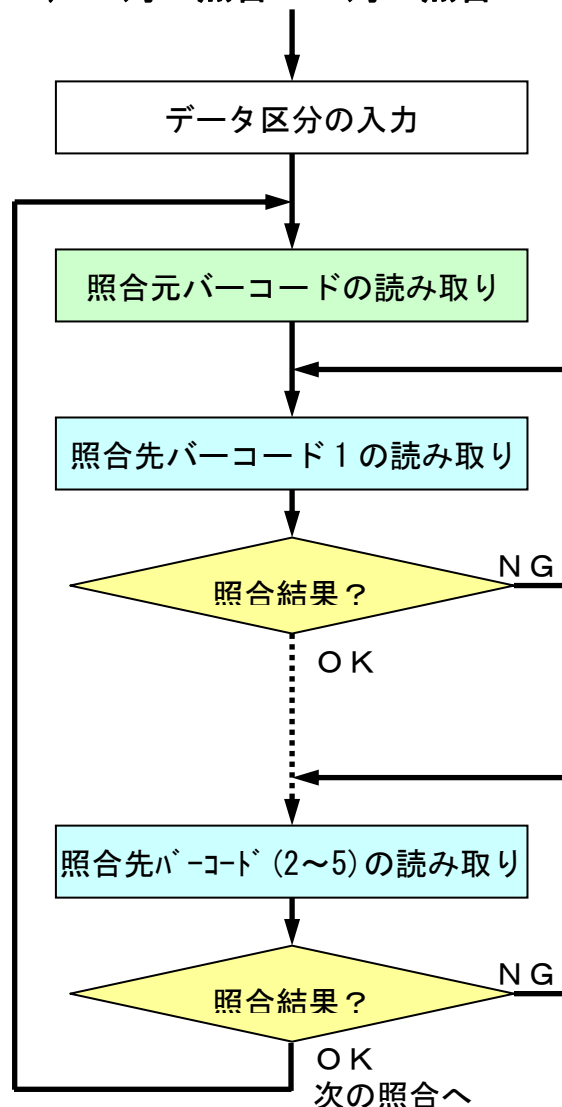 データ区分の入力
照合元バーコードの読み取り
照合先バーコード１の読み取り
照合結果？
ＮＧ
ＯＫ
照合先ﾊﾞｰｺｰﾄﾞ(2～5)の読み取り
照合結果？
ＮＧ
ＯＫ
次の照合へ